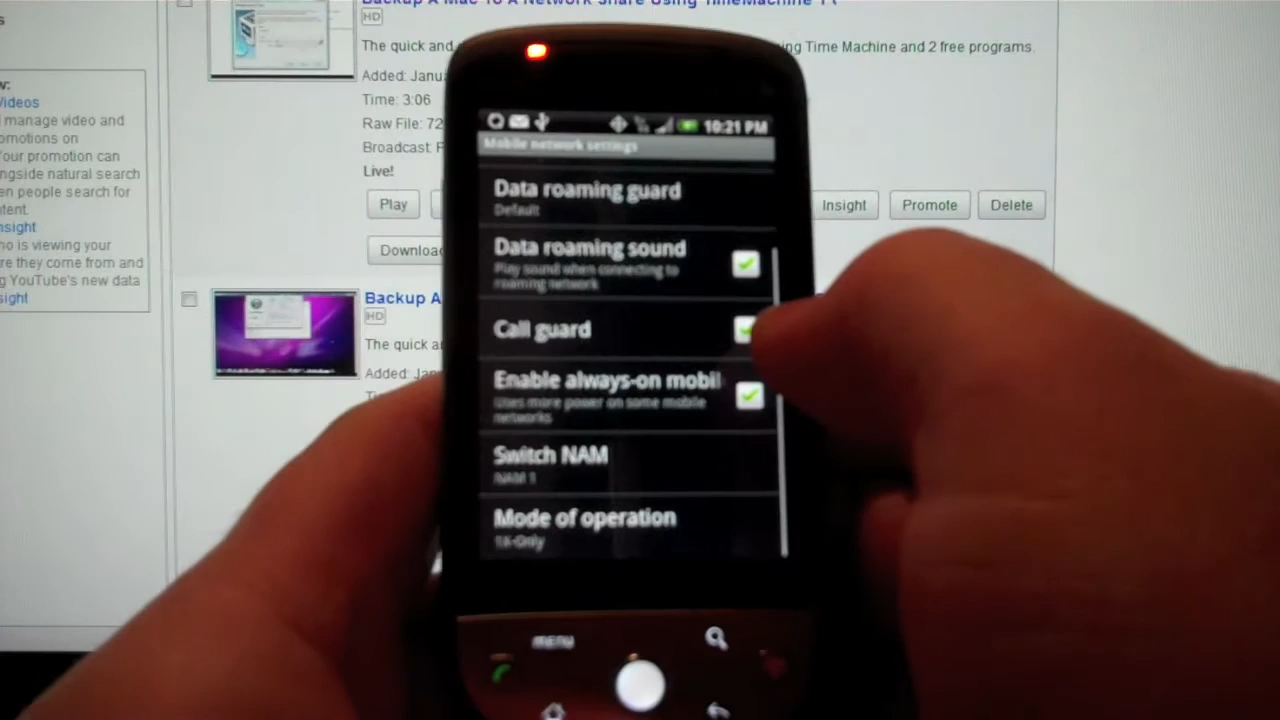 Backup A Mac To A Network Share Using TimeMachine
HD
The quick and
ing Time Machine and 2 free programs.
Added: Janu
Time: 3:06
Raw File: 72
Broadcast F
Live!
Play
Insight
Promote
Delete
Downloa
Backup A
HD
The quick a
Added: Jan
w:
Videos
manage video and
omotions on
our promotion can
ngside natural search
en people search for
tent.
nsight
ho is viewing your
re they come from and
g YouTube's new data
sight
10:21 PM
Mobile network settings
Data roaming guard
Default
Data roaming sound
Play sound when connecting to
roaming network
Call guard
Enable always-on mobil
Uses more power on some mobile
networks
Switch NAM
NAM 1
Mode of operation
1X-Only
MENU